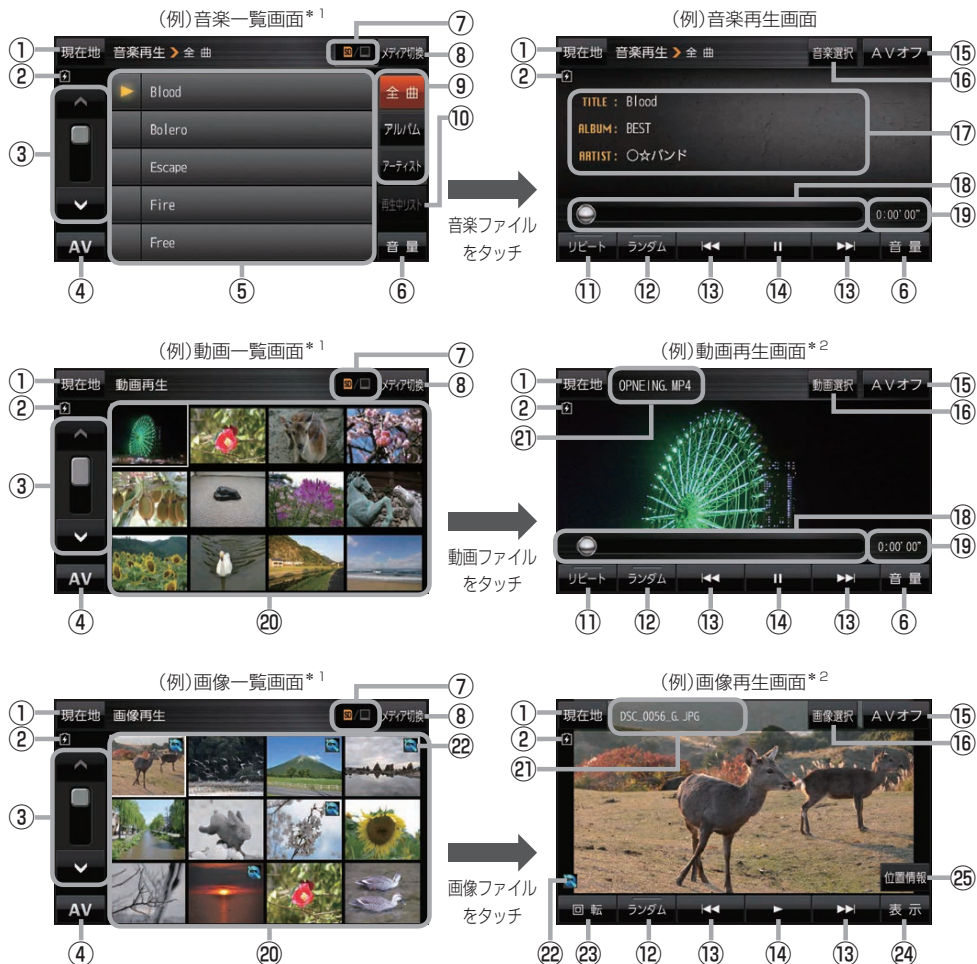 (例)音楽一覧画面*1
⑦
(例)音楽再生画面
① 現在地 音楽再生 > 全 曲 SD/ メディア切換 ⑧
① 現在地 音楽再生 > 全 曲 音楽選択 AVオフ ⑮
②
⑨
② ⑯
Blood 全 曲
TITLE : Blood
⑩
⑰
Bolero アルバム
ALBUM: BEST
③
Escape アーティスト
ARTIST: ○☆バンド
⑱
Fire 再生中リスト
音楽ファイル
をタッチ
0:00'00" ⑲
AV Free 音 量
リピート ランダム 音 量
④ ⑤ ⑥
⑪ ⑫ ⑬ ⑭ ⑬ ⑥
(例)動画一覧画面*1
⑦
(例)動画再生画面*2
① 現在地 動画再生 SD/ メディア切換 ⑧
① 現在地 OPNEING.MP4 動画選択 AVオフ ⑮
②
② ㉑ ⑯
③
動画ファイル
をタッチ
⑱
0:00'00" ⑲
AV
リピート ランダム 音 量
④ ⑳
⑪ ⑫ ⑬ ⑭ ⑬ ⑥
(例)画像一覧画面*1
⑦
(例)画像再生画面*2
① 現在地 画像再生 SD/ メディア切換 ⑧
① 現在地 DSC_0056_G.JPG 画像選択 AVオフ ⑮
② ㉒
② ㉑ ⑯
③
画像ファイル
をタッチ
位置情報 ㉕
AV
回 転 ランダム 表 示
④ ⑳
㉒ ㉓ ⑫ ⑬ ⑭ ⑬ ㉔